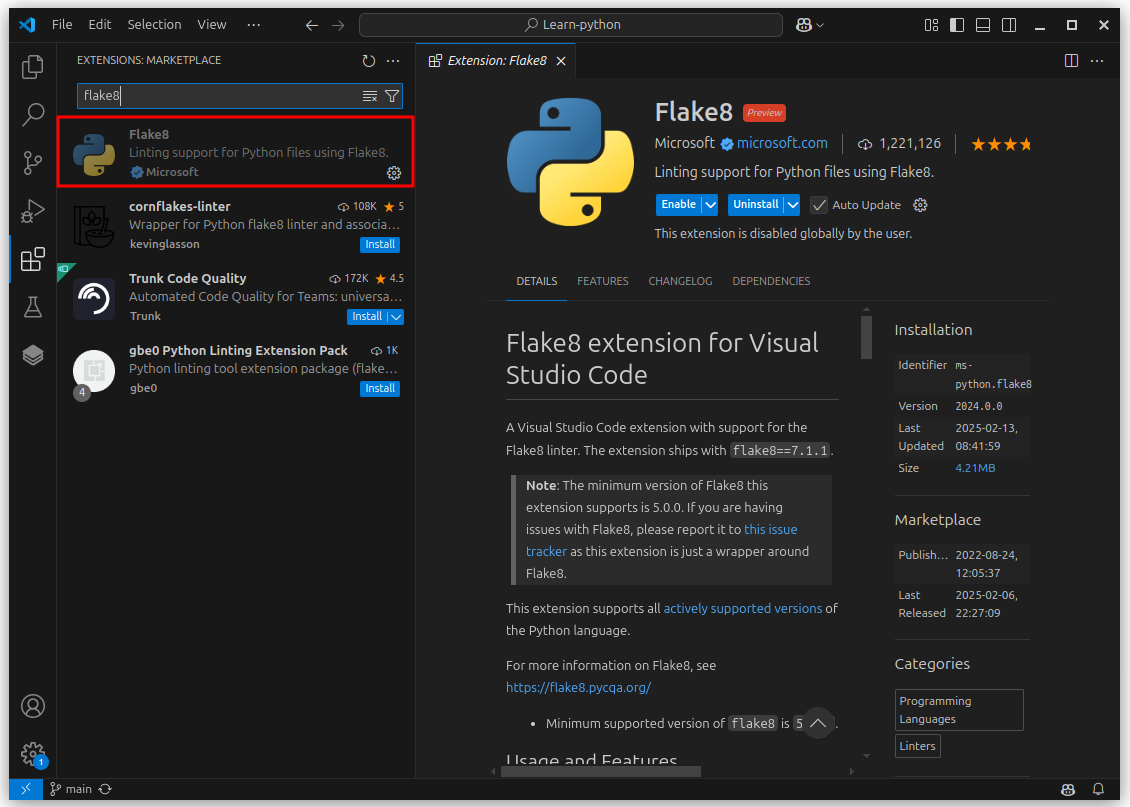 File Edit Selection View ···
Learn-python
EXTENSIONS: MARKETPLACE
flake8
Flake8
Linting support for Python files using Flake8.
Microsoft
cornflakes-linter 108K 5
Wrapper for Python flake8 linter and associa…
kevinglasson Install
Trunk Code Quality 172K 4.5
Automated Code Quality for Teams: universa…
Trunk Install
gbe0 Python Linting Extension Pack 1K
Python linting tool extension package (flake…
4
gbe0 Install
Extension: Flake8
Flake8 Preview
Microsoft microsoft.com 1,221,126
Linting support for Python files using Flake8.
Enable Uninstall Auto Update
This extension is disabled globally by the user.
DETAILS FEATURES CHANGELOG DEPENDENCIES
Flake8 extension for Visual
Studio Code
A Visual Studio Code extension with support for the
Flake8 linter. The extension ships with flake8==7.1.1.
Note: The minimum version of Flake8 this
extension supports is 5.0.0. If you are having
issues with Flake8, please report it to this issue
tracker as this extension is just a wrapper around
Flake8.
This extension supports all actively supported versions of
the Python language.
For more information on Flake8, see
https://flake8.pycqa.org/
• Minimum supported version of flake8 is 5
Usage and Features
Installation
Identifier ms-
python.flake8
Version 2024.0.0
Last 2025-02-13,
Updated 08:41:59
Size 4.21MB
Marketplace
Publish… 2022-08-24,
12:05:37
Last 2025-02-06,
Released 22:27:09
Categories
Programming
Languages
Linters
1
main